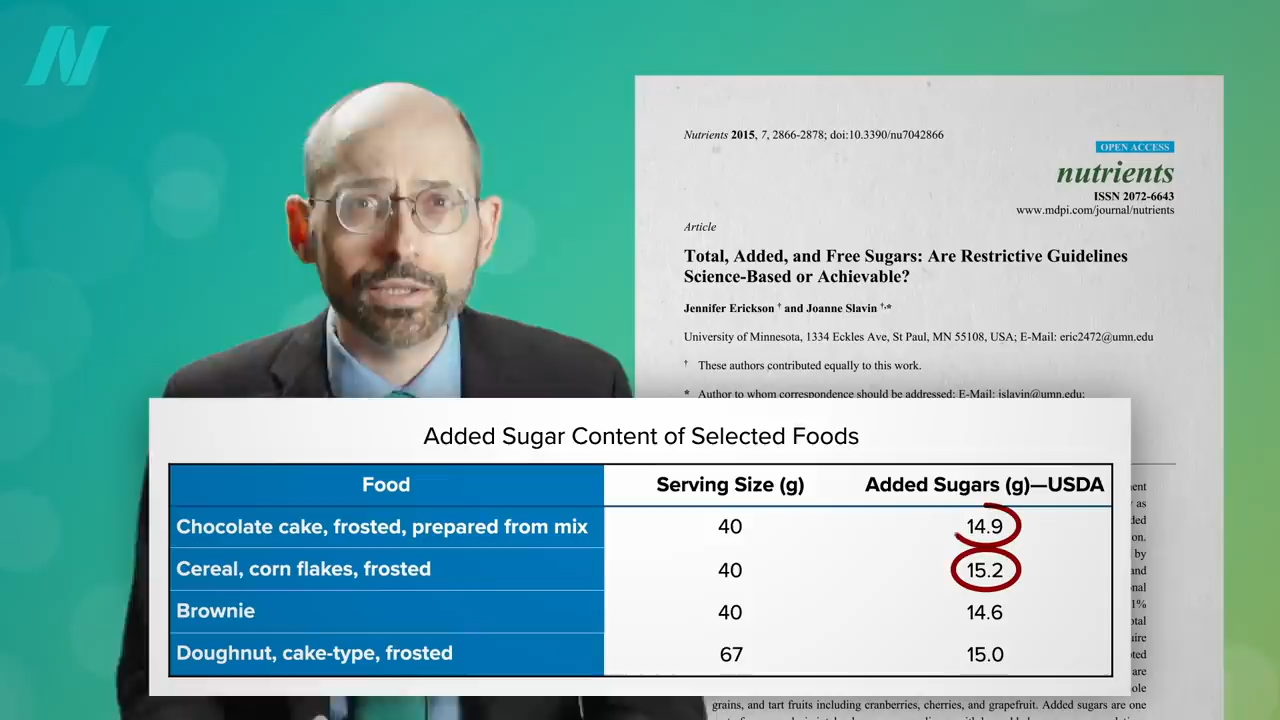 Nutrients 2015, 7, 2866-2878; doi:10.3390/nu7042866
OPEN ACCESS
nutrients
ISSN 2072-6643
www.mdpi.com/journal/nutrients
Article
Total, Added, and Free Sugars: Are Restrictive Guidelines
Science-Based or Achievable?
Jennifer Erickson † and Joanne Slavin †,*
University of Minnesota, 1334 Eckles Ave, St Paul, MN 55108, USA; E-Mail: eric2472@umn.edu
† These authors contributed equally to this work.
* Author to whom correspondence should be addressed; E-Mail: jslavin@umn.edu;
Added Sugar Content of Selected Foods
Food Serving Size (g) Added Sugars (g)—USDA
Chocolate cake, frosted, prepared from mix 40 14.9
Cereal, corn flakes, frosted 40 15.2
Brownie 40 14.6
Doughnut, cake-type, frosted 67 15.0
grains, and tart fruits including cranberries, cherries, and grapefruit. Added sugars are one